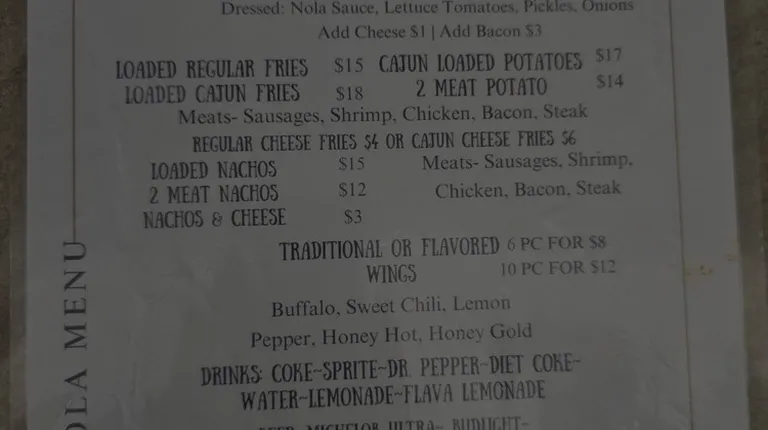 Dressed: Nola Sauce, Lettuce Tomatoes, Pickles, Onions
Add Cheese $1 | Add Bacon $3
LOADED REGULAR FRIES $15 CAJUN LOADED POTATOES $17
LOADED CAJUN FRIES $18 2 MEAT POTATO $14
Meats- Sausages, Shrimp, Chicken, Bacon, Steak
REGULAR CHEESE FRIES $4 OR CAJUN CHEESE FRIES $6
LOADED NACHOS $15 Meats- Sausages, Shrimp,
2 MEAT NACHOS $12 Chicken, Bacon, Steak
NACHOS & CHEESE $3
TRADITIONAL OR FLAVORED 6 PC FOR $8
WINGS 10 PC FOR $12
Buffalo, Sweet Chili, Lemon
Pepper, Honey Hot, Honey Gold
DRINKS: COKE~SPRITE~DR. PEPPER~DIET COKE~
WATER~LEMONADE~FLAVA LEMONADE
BEER: MICHELOB ULTRA~ BUDLIGHT~
OLA MENU